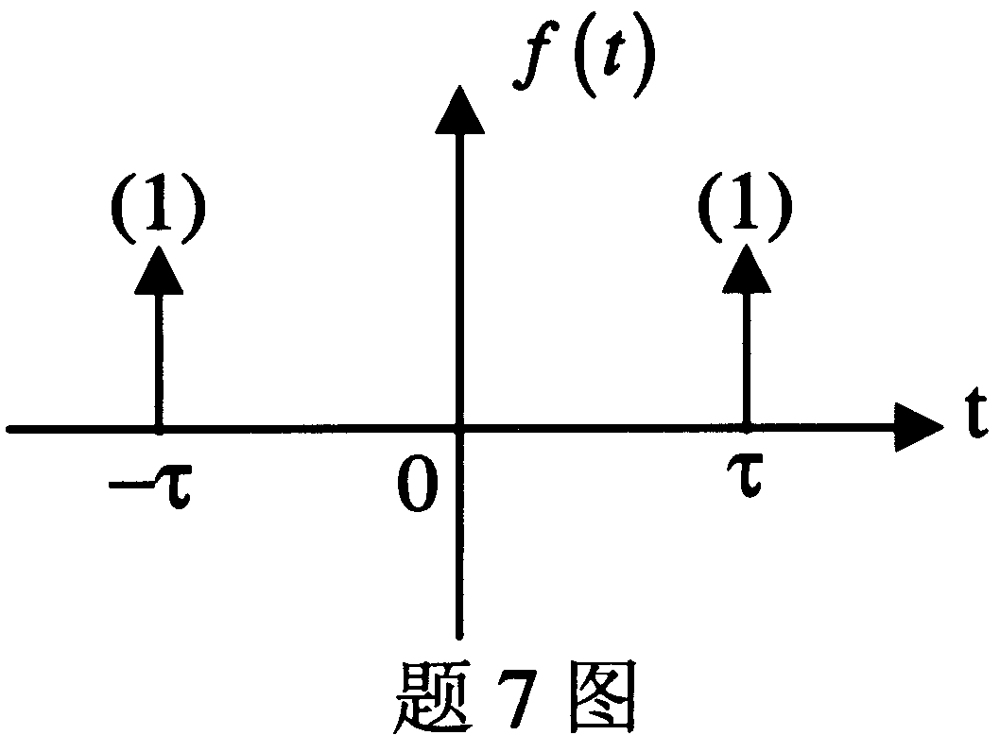 f(t)
(1) (1)
t
-τ 0 τ
题 7 图